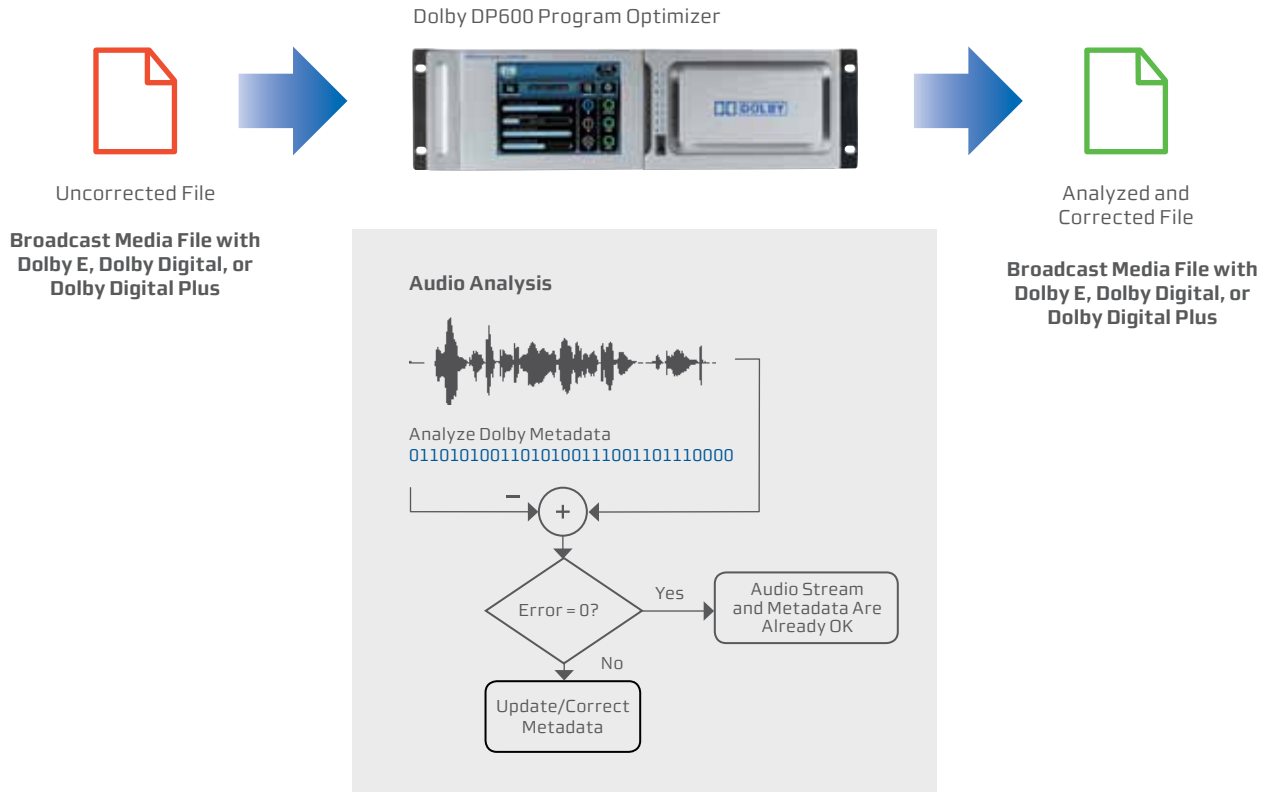 Dolby DP600 Program Optimizer
DOLBY
Uncorrected File
Broadcast Media File with
Dolby E, Dolby Digital, or
Dolby Digital Plus
Analyzed and
Corrected File
Broadcast Media File with
Dolby E, Dolby Digital, or
Dolby Digital Plus
Audio Analysis
Analyze Dolby Metadata
01101010011010100111001101110000
−
+
Error = 0?
Yes
Audio Stream
and Metadata Are
Already OK
No
Update/Correct
Metadata